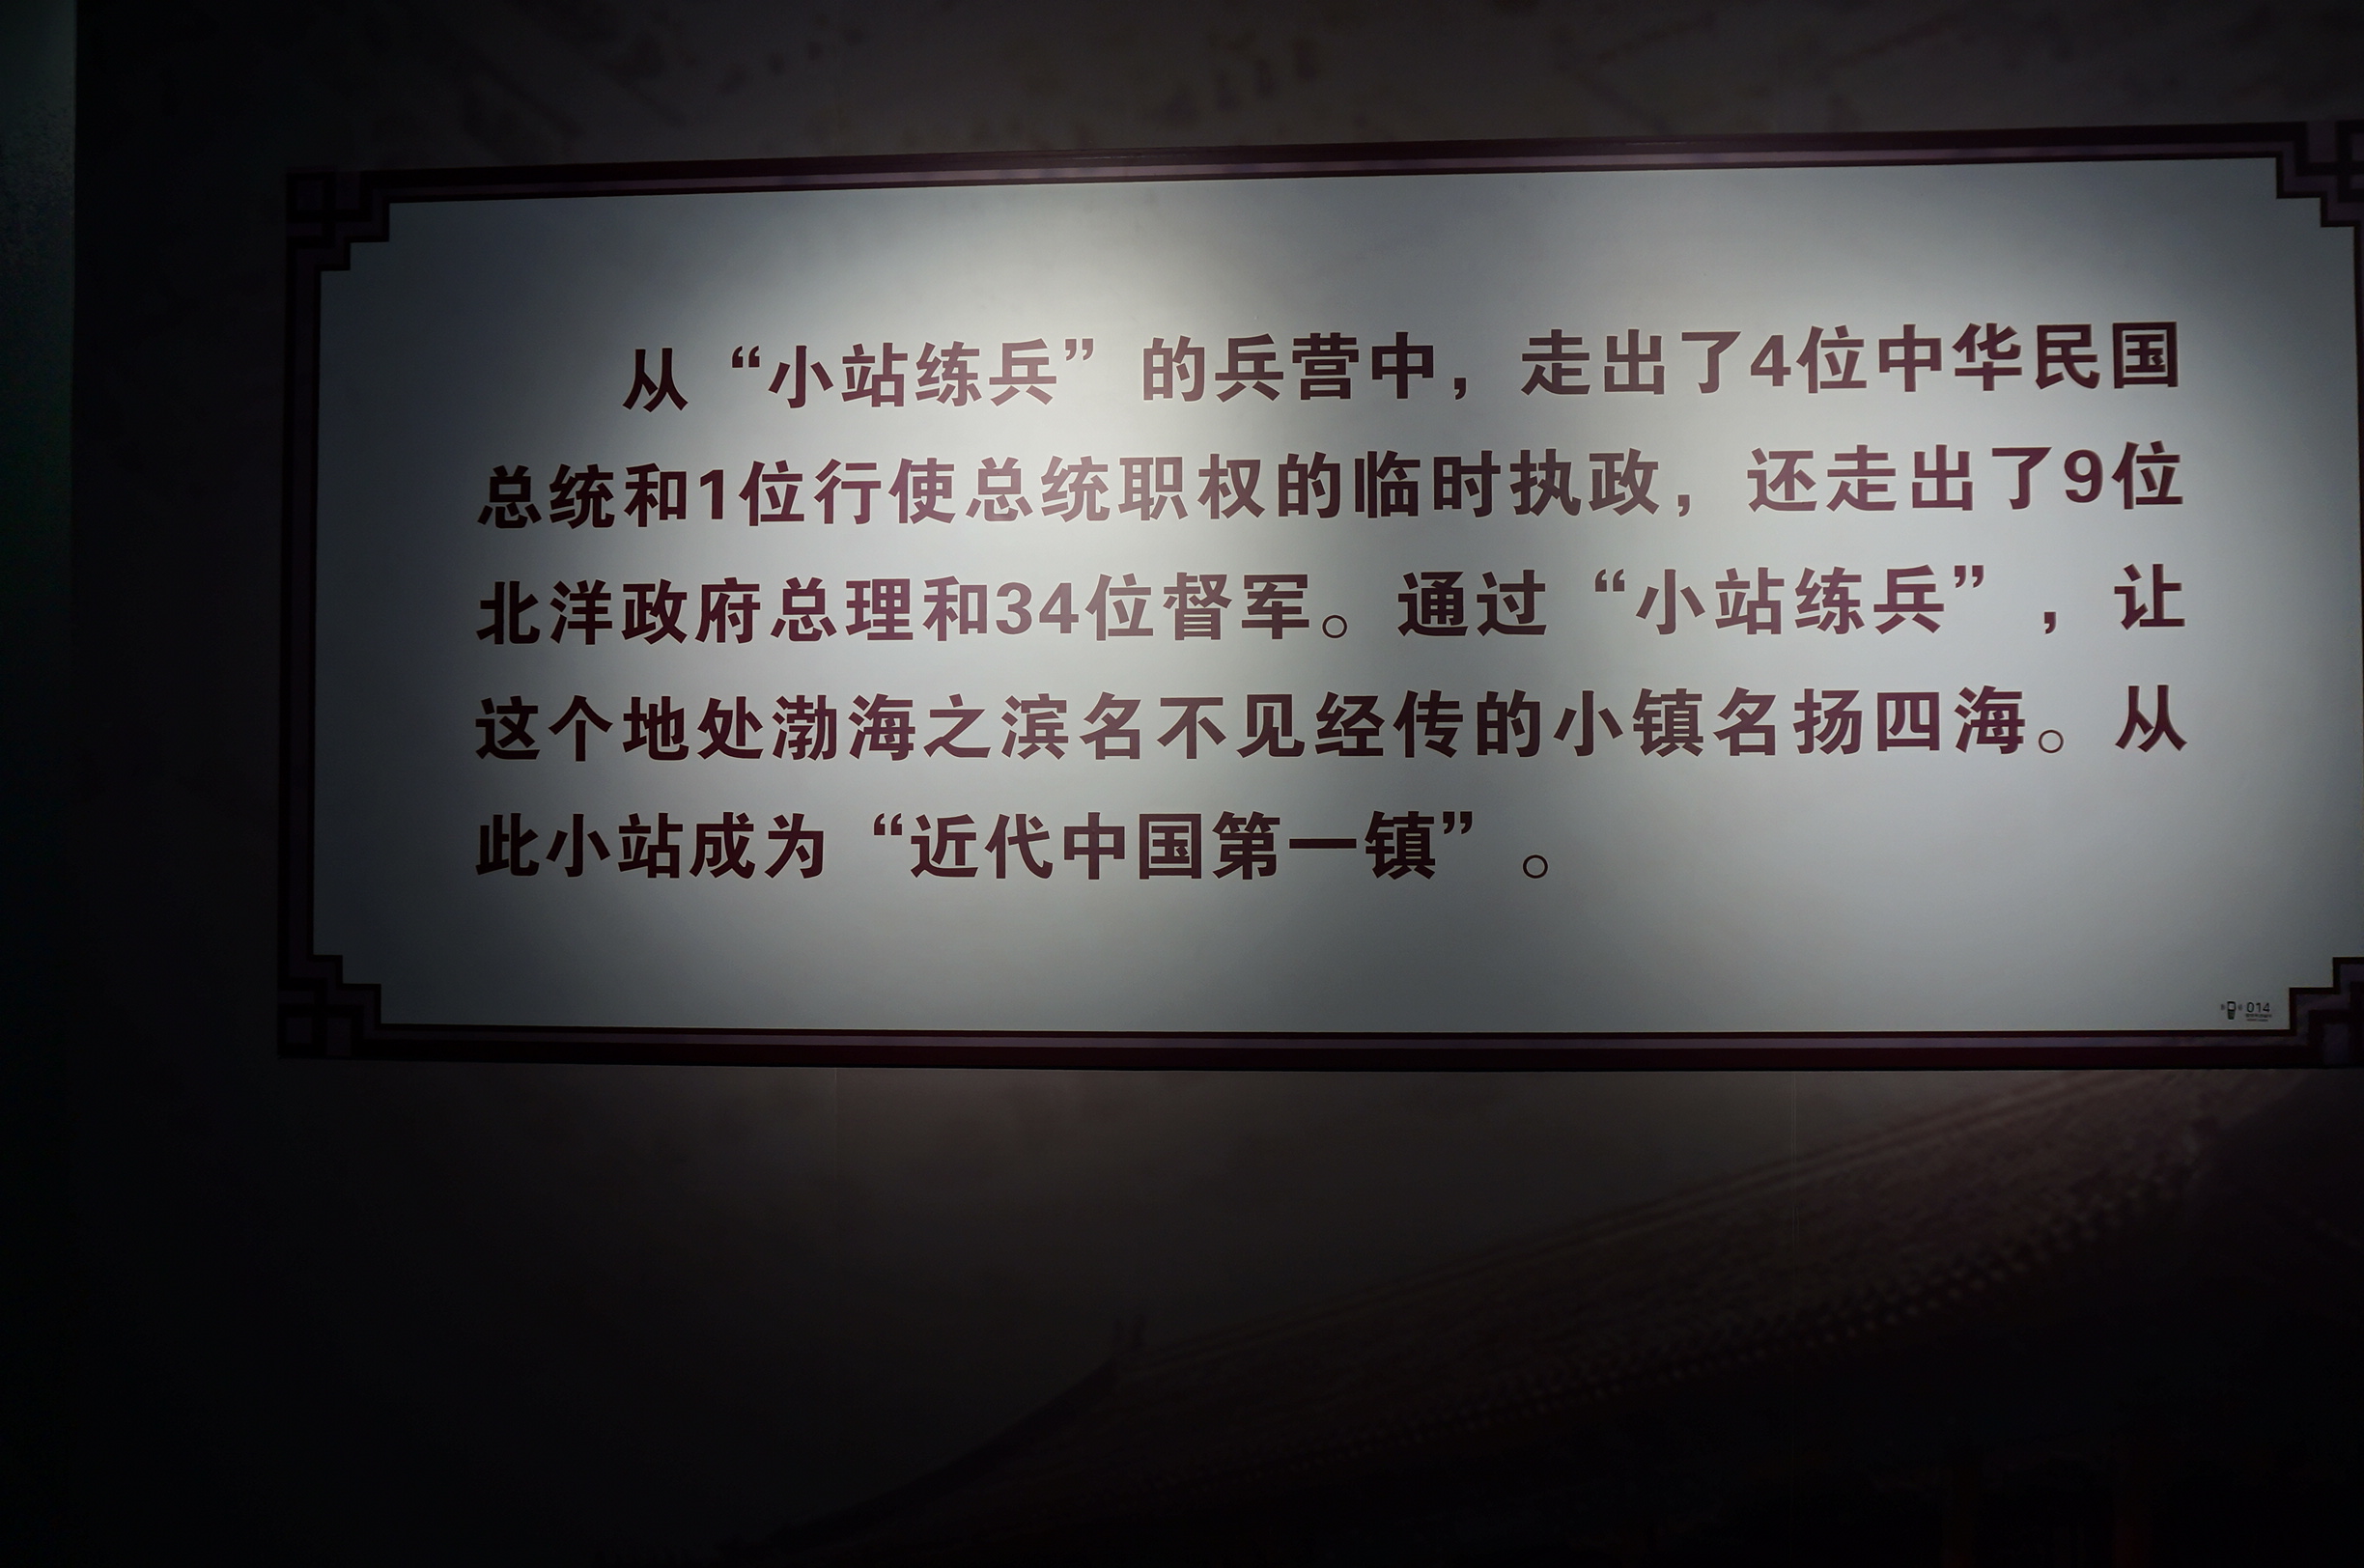 从“小站练兵”的兵营中，走出了4位中华民国
总统和1位行使总统职权的临时执政，还走出了9位
北洋政府总理和34位督军。通过“小站练兵”，让
这个地处渤海之滨名不见经传的小镇名扬四海。从
此小站成为“近代中国第一镇”。
014